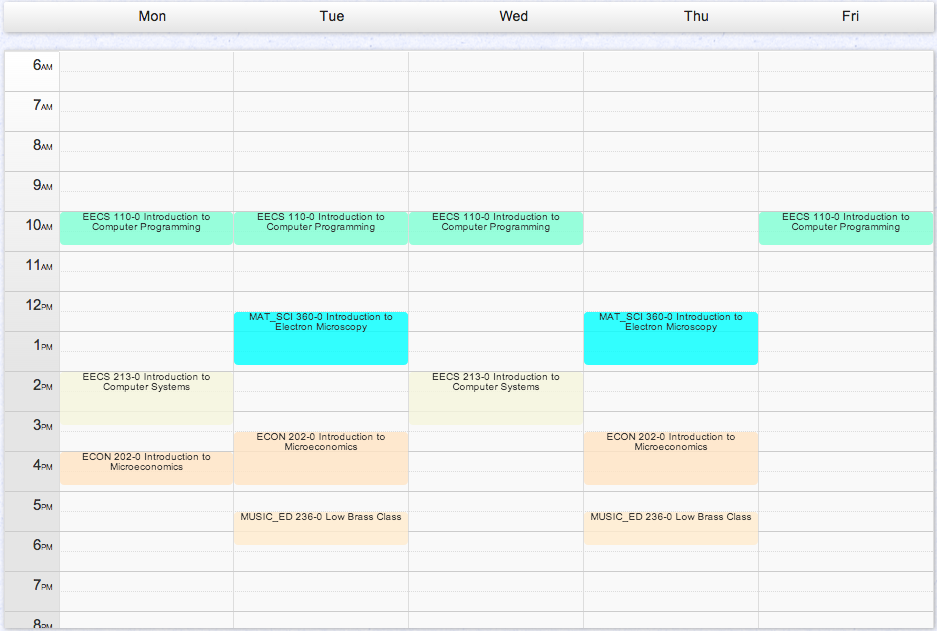 Mon Tue Wed Thu Fri
6AM
7AM
8AM
9AM
10AM
EECS 110-0 Introduction to
Computer Programming
EECS 110-0 Introduction to
Computer Programming
EECS 110-0 Introduction to
Computer Programming
EECS 110-0 Introduction to
Computer Programming
11AM
12PM
MAT_SCI 360-0 Introduction to
Electron Microscopy
MAT_SCI 360-0 Introduction to
Electron Microscopy
1PM
2PM
EECS 213-0 Introduction to
Computer Systems
EECS 213-0 Introduction to
Computer Systems
3PM
ECON 202-0 Introduction to
Microeconomics
ECON 202-0 Introduction to
Microeconomics
4PM
ECON 202-0 Introduction to
Microeconomics
5PM
MUSIC_ED 236-0 Low Brass Class
MUSIC_ED 236-0 Low Brass Class
6PM
7PM
8PM